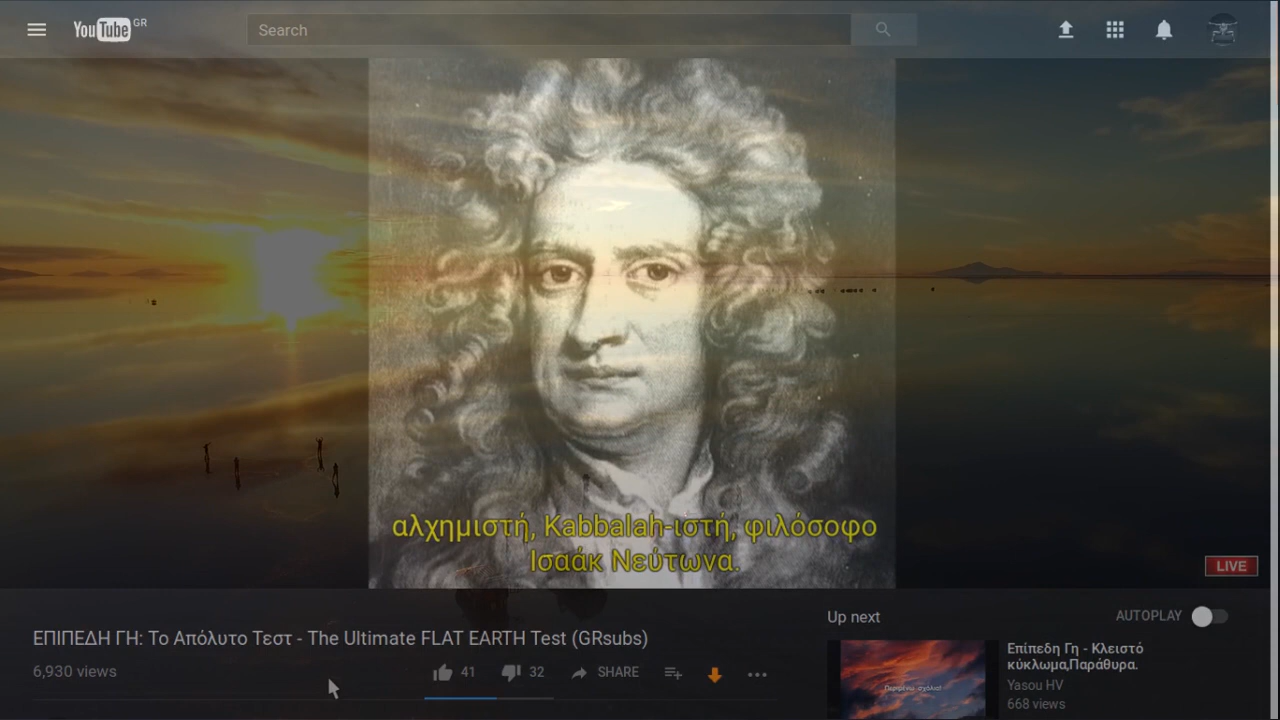 YouTube GR
Search
αλχημιστή, Kabbalah-ιστή, φιλόσοφο
Ισαάκ Νεύτωνα.
LIVE
ΕΠΙΠΕΔΗ ΓΗ: Το Απόλυτο Τεστ - The Ultimate FLAT EARTH Test (GRsubs)
6,930 views
41
32
SHARE
Up next
AUTOPLAY
Επίπεδη Γη - Κλειστό
κύκλωμα,Παράθυρα.
Yasou HV
668 views
Περιμένω σχόλια!